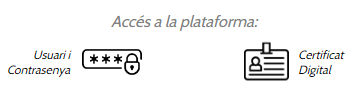 Accés a la plataforma:
Usuari i
Contrasenya
***
Certificat
Digital